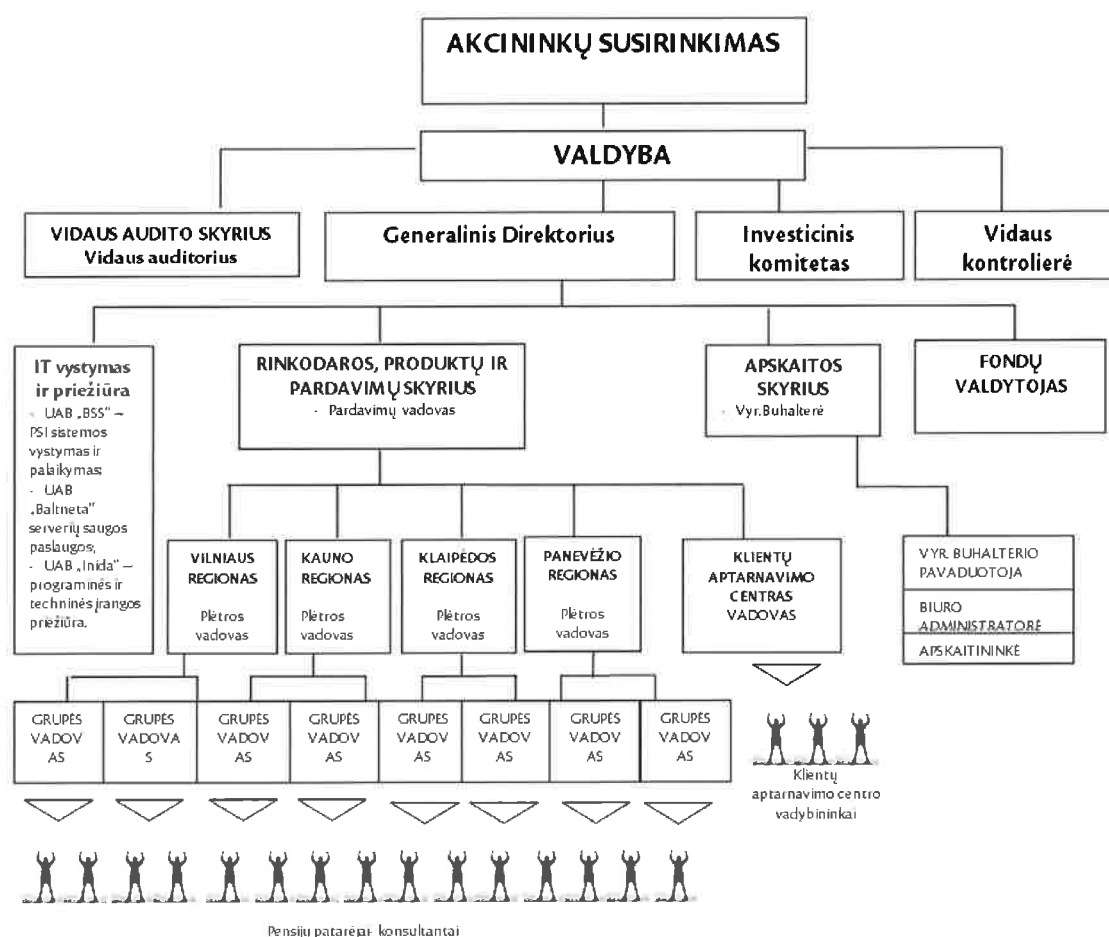 AKCININKŲ SUSIRINKIMAS
VALDYBA
VIDAUS AUDITO SKYRIUS
Vidaus auditorius
Generalinis Direktorius
Investicinis
komitetas
Vidaus
kontrolierė
IT vystymas
ir priežiūra
- UAB „BSS“ –
PSI sistemos
vystymas ir
palaikymas;
- UAB
„Baltneta“
serverių saugos
paslaugos;
- UAB „Inida“ –
programinės ir
techninės įrangos
priežiūra.
RINKODAROS, PRODUKTŲ IR
PARDAVIMŲ SKYRIUS
- Pardavimų vadovas
APSKAITOS
SKYRIUS
- Vyr.Buhalterė
FONDŲ
VALDYTOJAS
VILNIAUS
REGIONAS
Plėtros
vadovas
KAUNO
REGIONAS
Plėtros
vadovas
KLAIPĖDOS
REGIONAS
Plėtros
vadovas
PANEVĖŽIO
REGIONAS
Plėtros
vadovas
KLIENTŲ
APTARNAVIMO
CENTRAS
VADOVAS
VYR. BUHALTERIO
PAVADUOTOJA
BIURO
ADMINISTRATORĖ
APSKAITININKĖ
GRUPĖS
VADOV
AS
GRUPĖS
VADOVA
S
GRUPĖS
VADOV
AS
GRUPĖS
VADOV
AS
GRUPĖS
VADOV
AS
GRUPĖS
VADOV
AS
GRUPĖS
VADOV
AS
GRUPĖS
VADOV
AS
Klientų
aptarnavimo centro
vadybininkai
Pensijų patarėjai- konsultantai